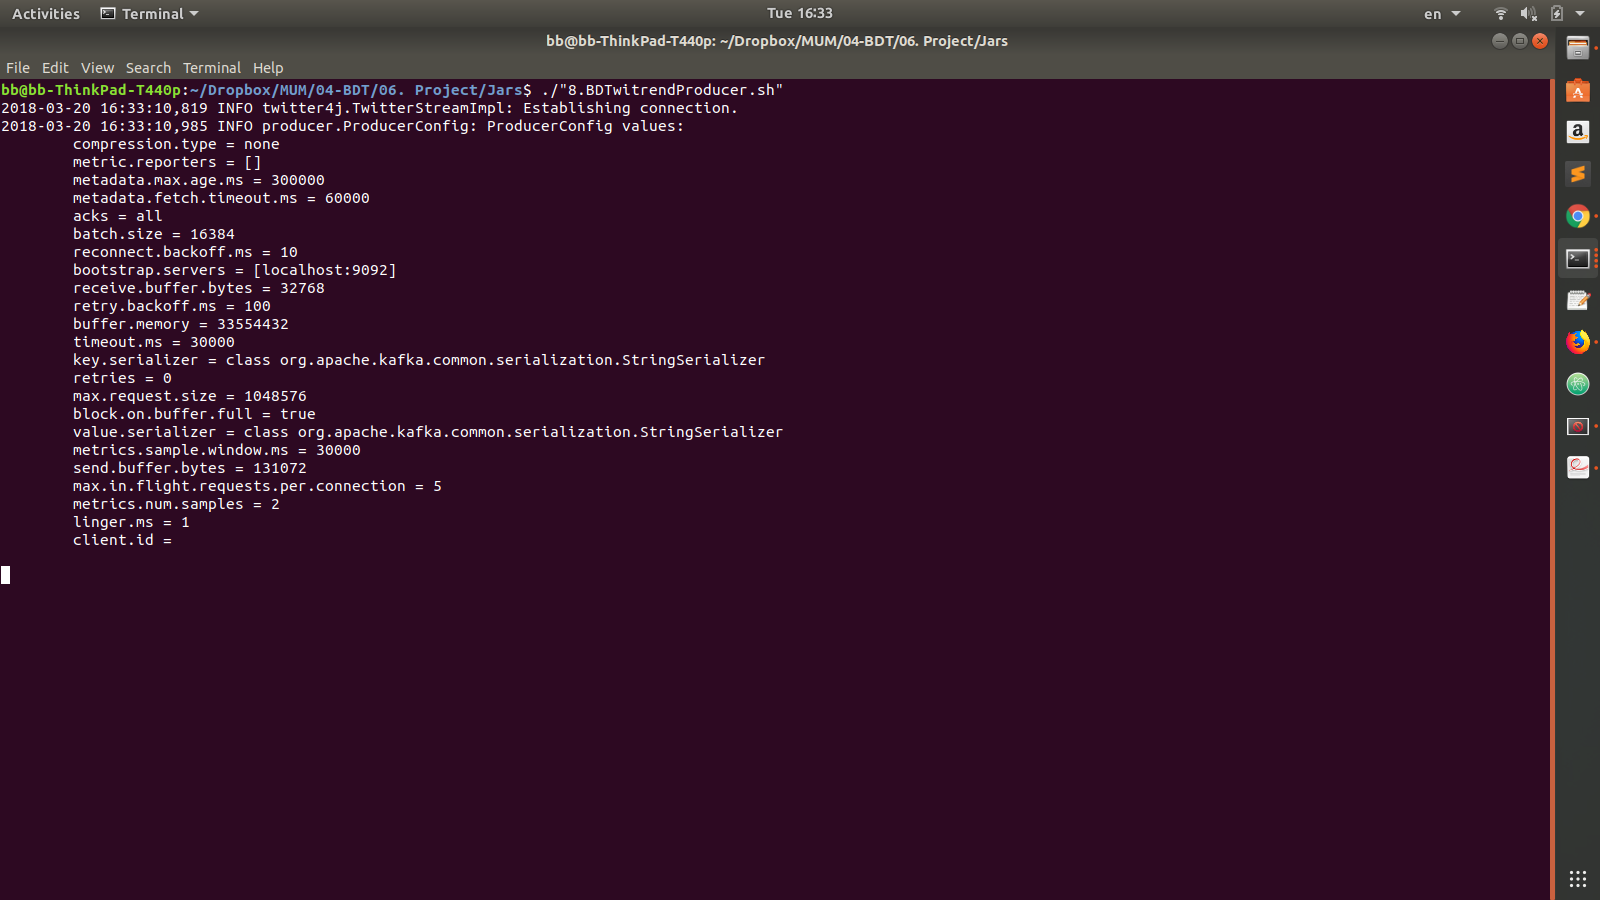 Activities Terminal Tue 16:33 en
bb@bb-ThinkPad-T440p: ~/Dropbox/MUM/04-BDT/06. Project/Jars
File Edit View Search Terminal Help
bb@bb-ThinkPad-T440p:~/Dropbox/MUM/04-BDT/06. Project/Jars$ ./"8.BDTwitrendProducer.sh"
2018-03-20 16:33:10,819 INFO twitter4j.TwitterStreamImpl: Establishing connection.
2018-03-20 16:33:10,985 INFO producer.ProducerConfig: ProducerConfig values:
compression.type = none
metric.reporters = []
metadata.max.age.ms = 300000
metadata.fetch.timeout.ms = 60000
acks = all
batch.size = 16384
reconnect.backoff.ms = 10
bootstrap.servers = [localhost:9092]
receive.buffer.bytes = 32768
retry.backoff.ms = 100
buffer.memory = 33554432
timeout.ms = 30000
key.serializer = class org.apache.kafka.common.serialization.StringSerializer
retries = 0
max.request.size = 1048576
block.on.buffer.full = true
value.serializer = class org.apache.kafka.common.serialization.StringSerializer
metrics.sample.window.ms = 30000
send.buffer.bytes = 131072
max.in.flight.requests.per.connection = 5
metrics.num.samples = 2
linger.ms = 1
client.id =